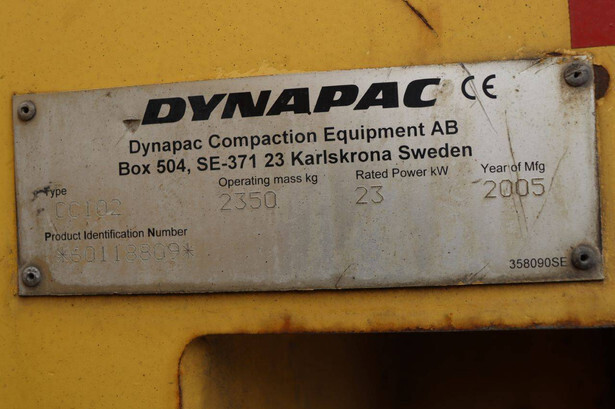 DYNAPAC CE
Dynapac Compaction Equipment AB
Box 504, SE-371 23 Karlskrona Sweden
Type Operating mass kg Rated Power kW Year of Mfg
CC102 2350 23 2005
Product Identification Number
*60113809*
358090SE